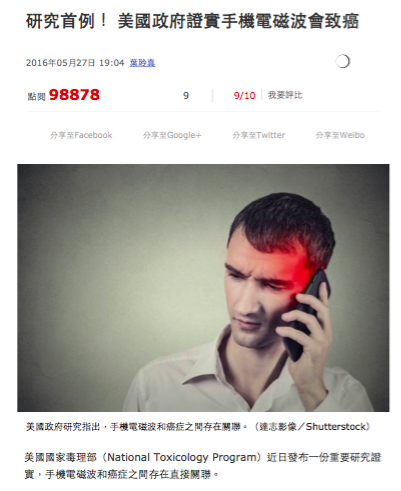 研究首例！ 美國政府證實手機電磁波會致癌
2016年05月27日 19:04 葉聆真
點閱 98878 9 9/10 我要評比
分享至Facebook 分享至Google+ 分享至Twitter 分享至Weibo
美國政府研究指出，手機電磁波和癌症之間存在關聯。（達志影像／Shutterstock）
美國國家毒理部（National Toxicology Program）近日發布一份重要研究證
實，手機電磁波和癌症之間存在直接關聯。